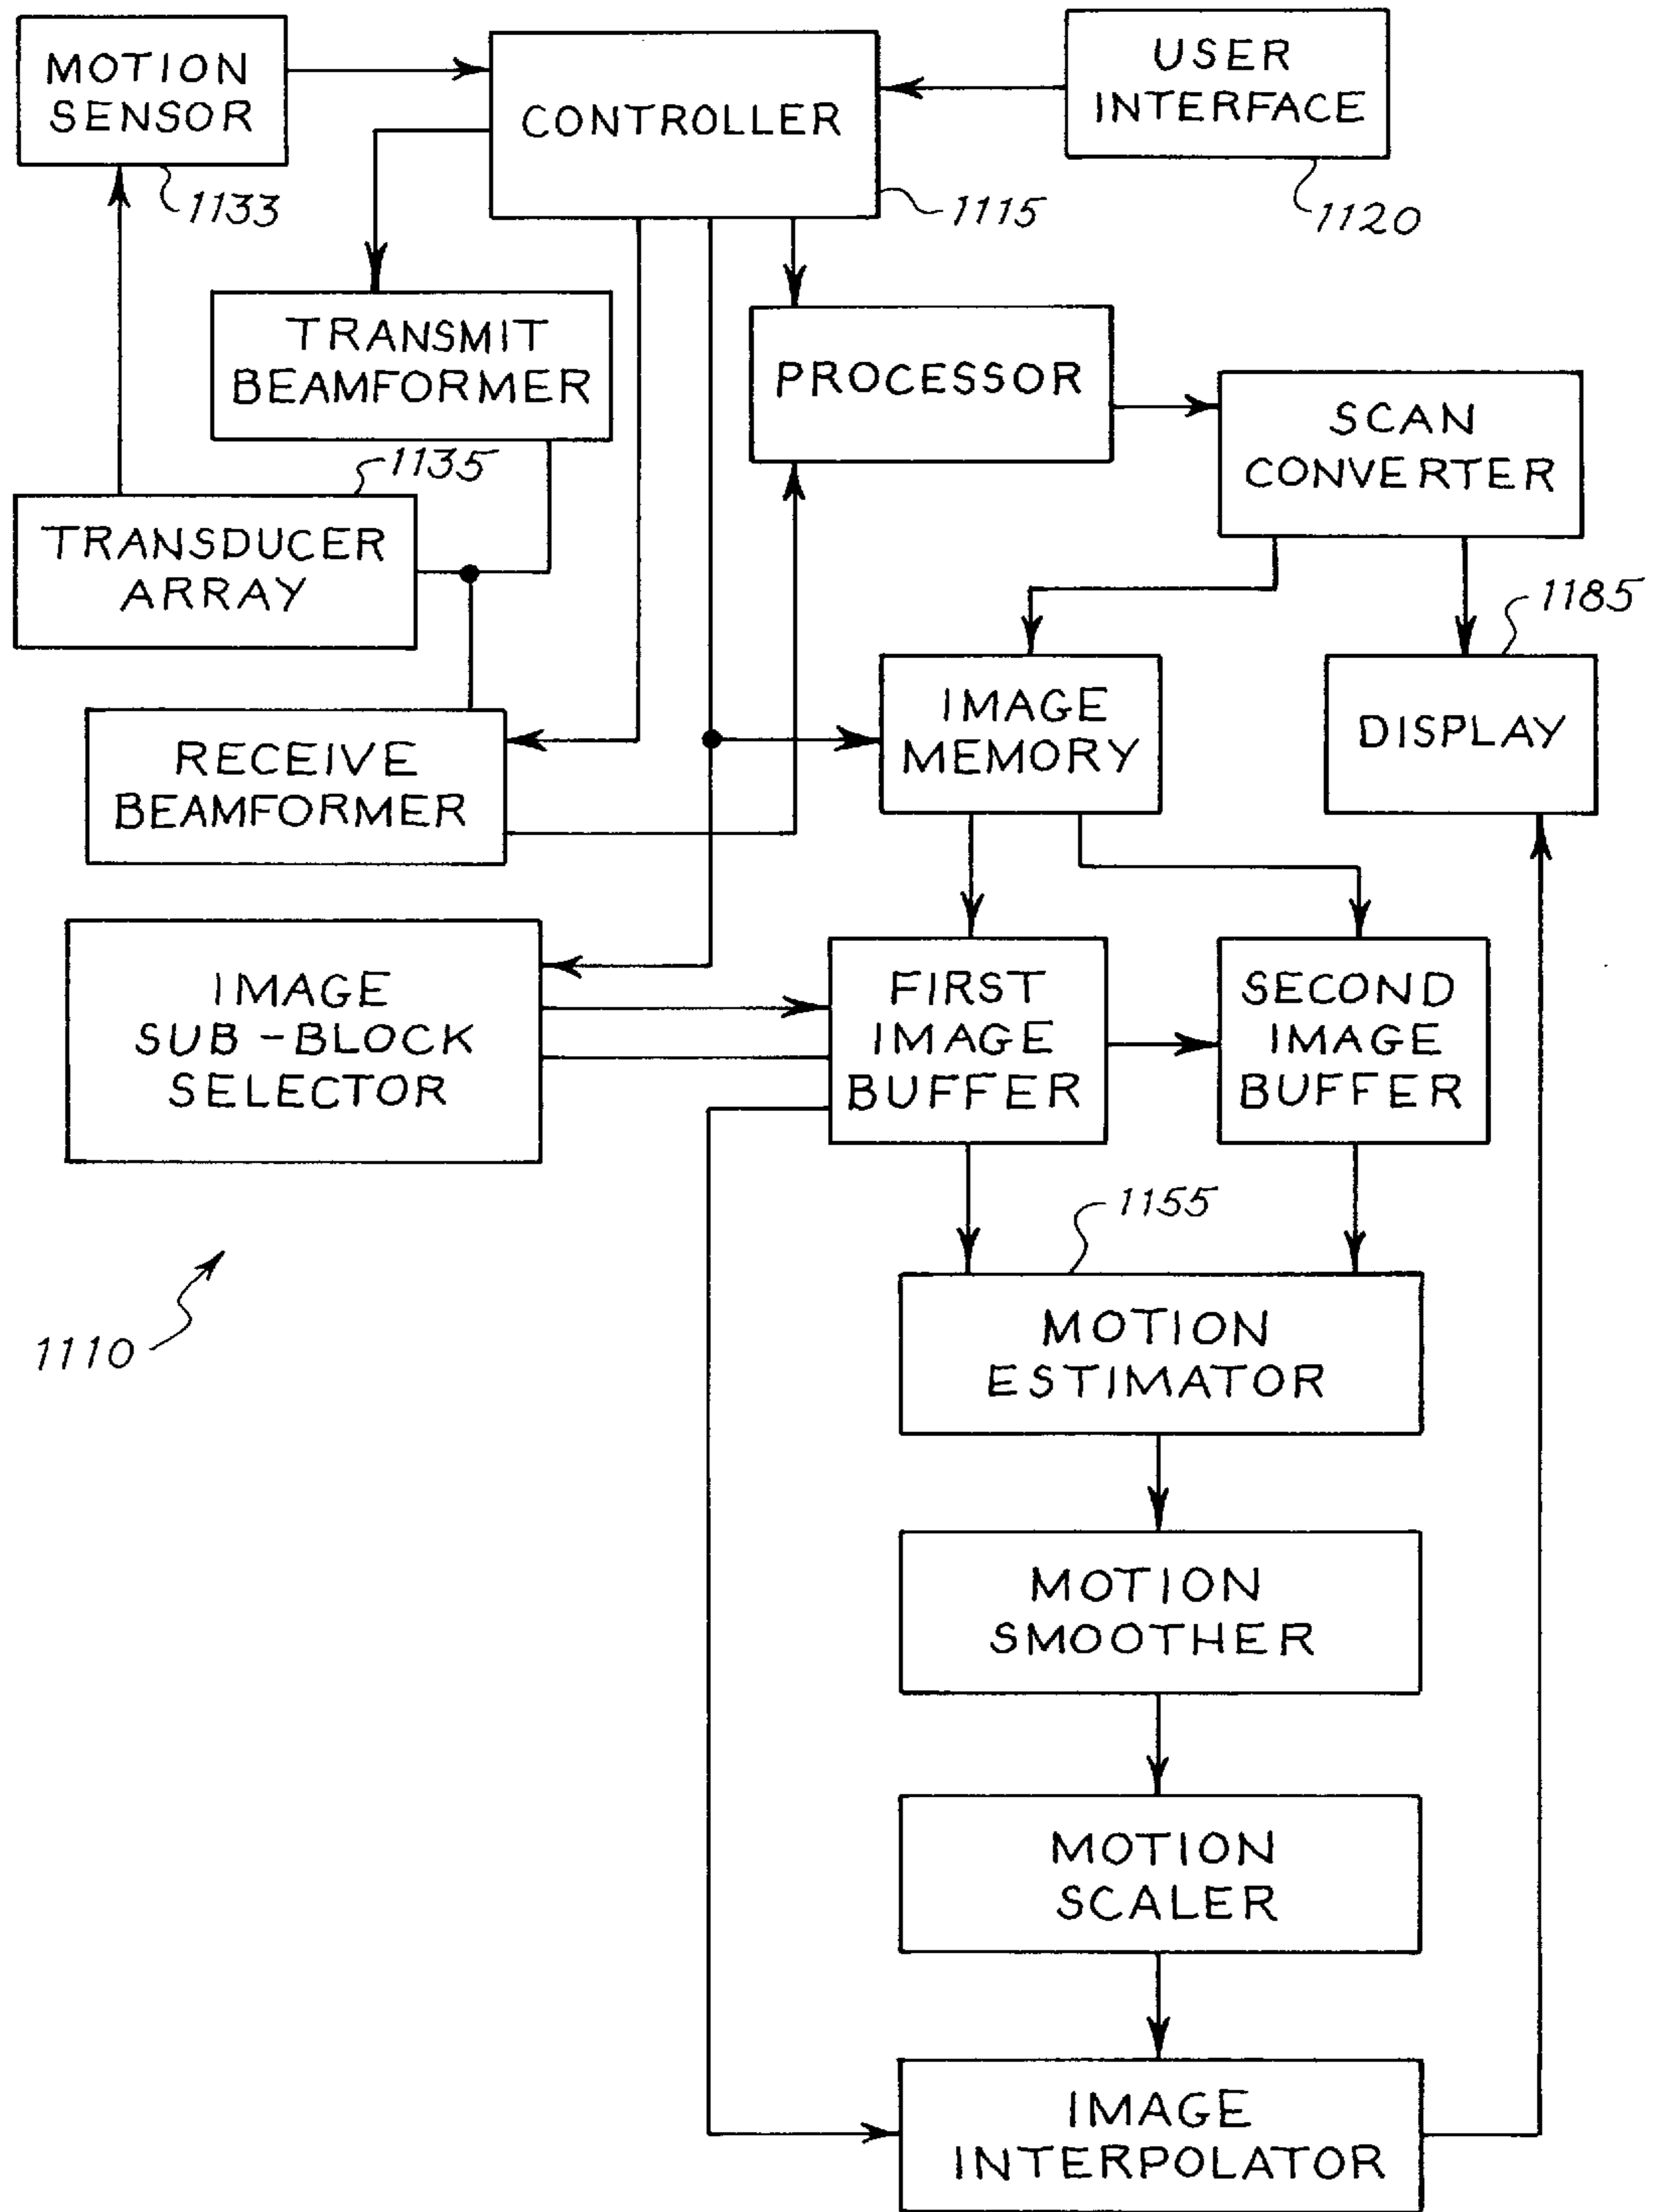 MOTION
SENSOR
1133
CONTROLLER
1115
USER
INTERFACE
1120
TRANSMIT
BEAMFORMER
PROCESSOR
SCAN
CONVERTER
1135
TRANSDUCER
ARRAY
1185
RECEIVE
BEAMFORMER
IMAGE
MEMORY
DISPLAY
IMAGE
SUB-BLOCK
SELECTOR
FIRST
IMAGE
BUFFER
SECOND
IMAGE
BUFFER
1155
1110
MOTION
ESTIMATOR
MOTION
SMOOTHER
MOTION
SCALER
IMAGE
INTERPOLATOR